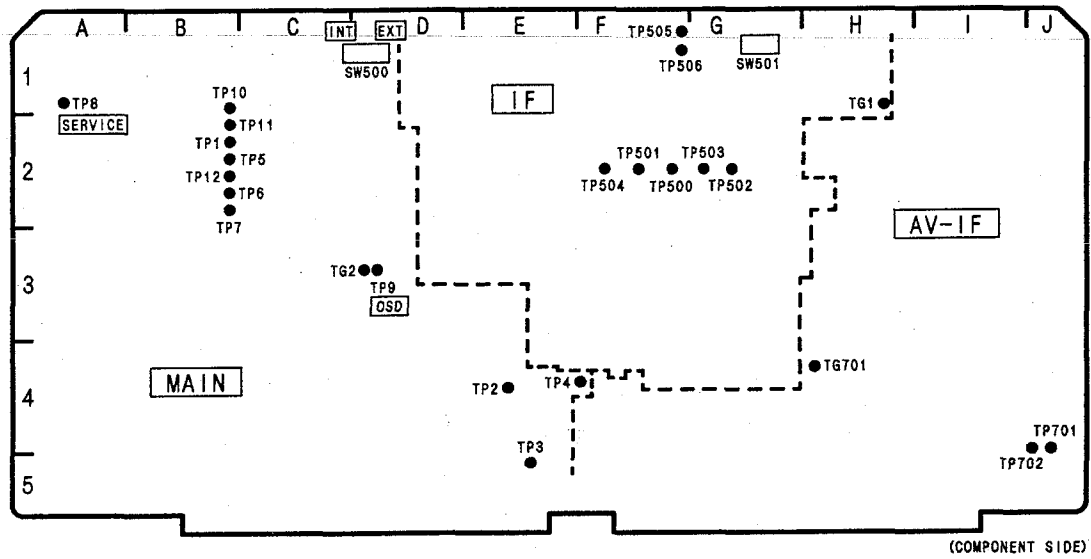 A B C D E F G H I J
INT EXT
SW500
TP505
TP506
SW501
1
IF
TP8
SERVICE
TP10
TG1
TP11
TP1
TP5
2
TP12
TP6
TP7
TP501 TP503
TP504 TP500 TP502
AV-IF
TG2
TP9
3
OSD
TG701
MAIN
TP2
TP4
4
TP3
TP701
TP702
5
(COMPONENT SIDE)